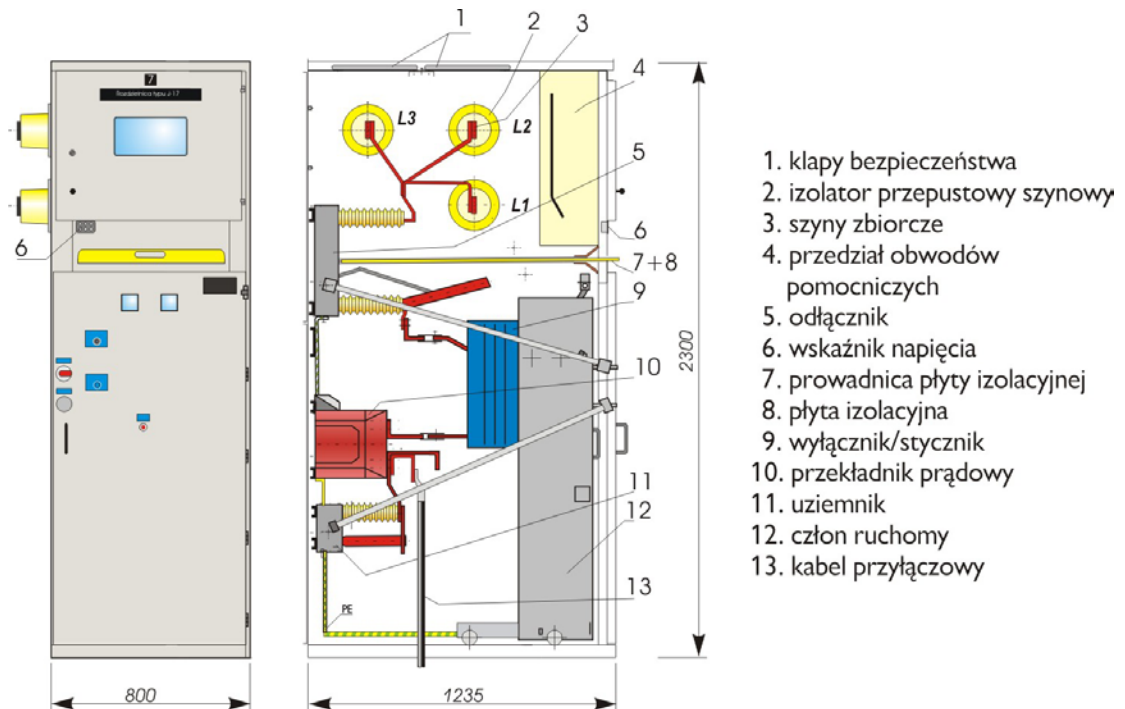 1
2
3
7
Rozdzielnica typu J-17
L3
L2
L1
4
5
6
6
7+8
9
10
11
12
13
PE
2300
800
1235
1. klapy bezpieczeństwa
2. izolator przepustowy szynowy
3. szyny zbiorcze
4. przedział obwodów
pomocniczych
5. odłącznik
6. wskaźnik napięcia
7. prowadnica płyty izolacyjnej
8. płyta izolacyjna
9. wyłącznik/stycznik
10. przekładnik prądowy
11. uziemnik
12. człon ruchomy
13. kabel przyłączowy